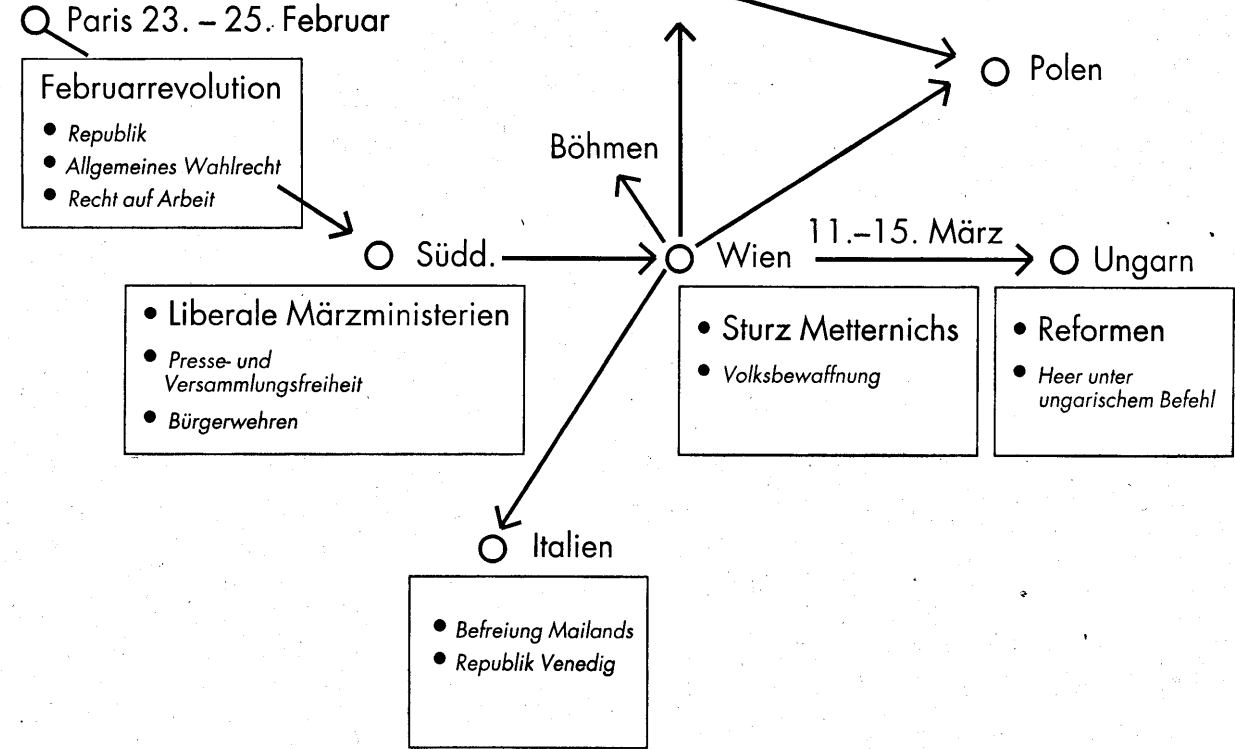 Paris 23. – 25. Februar
Februarrevolution
• Republik
• Allgemeines Wahlrecht
• Recht auf Arbeit
Polen
Böhmen
Südd.
Wien
11.–15. März
Ungarn
• Liberale Märzministerien
• Presse- und
Versammlungsfreiheit
• Bürgerwehren
• Sturz Metternichs
• Volksbewaffnung
• Reformen
• Heer unter
ungarischem Befehl
Italien
• Befreiung Mailands
• Republik Venedig